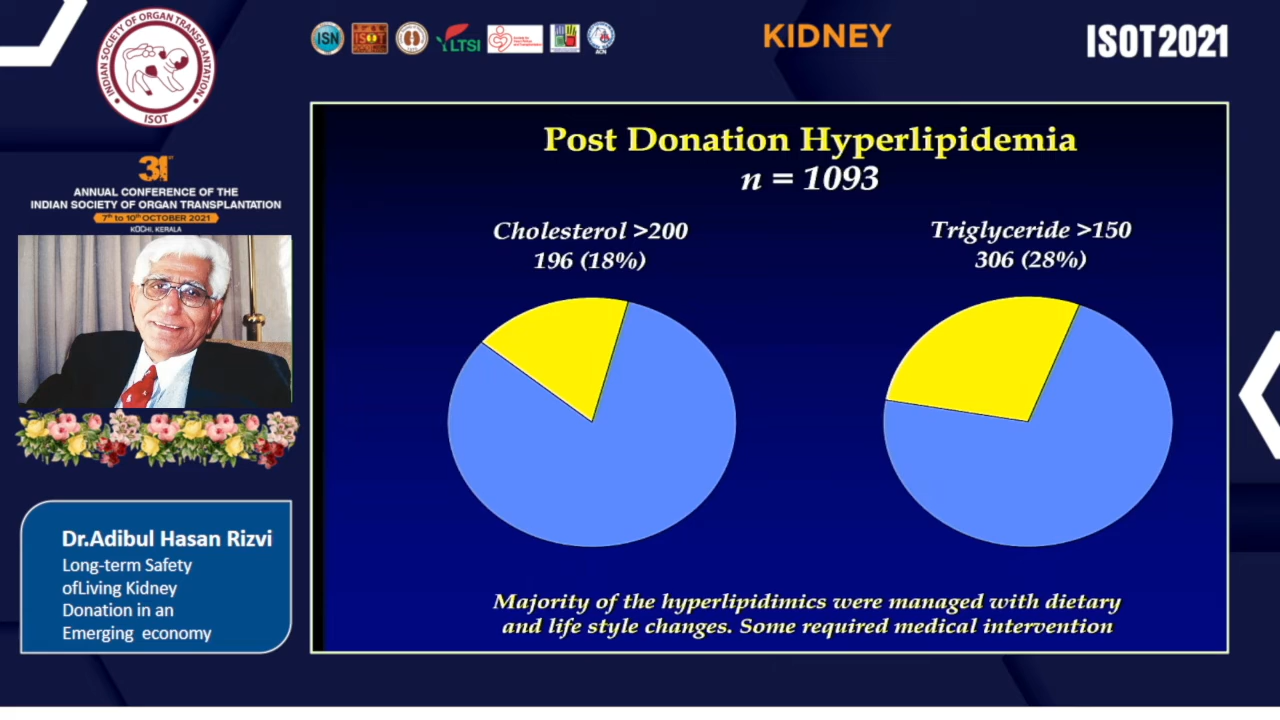 INDIAN SOCIETY OF ORGAN TRANSPLANTATION
ISOT
ISN
ISOT
LTSI
ACN
KIDNEY
ISOT2021
31st
ANNUAL CONFERENCE OF THE
INDIAN SOCIETY OF ORGAN TRANSPLANTATION
7th to 10th OCTOBER 2021
KOCHI, KERALA
Post Donation Hyperlipidemia
n = 1093
Cholesterol >200
196 (18%)
Triglyceride >150
306 (28%)
Majority of the hyperlipidimics were managed with dietary
and life style changes. Some required medical intervention
Dr.Adibul Hasan Rizvi
Long-term Safety
ofLiving Kidney
Donation in an
Emerging economy